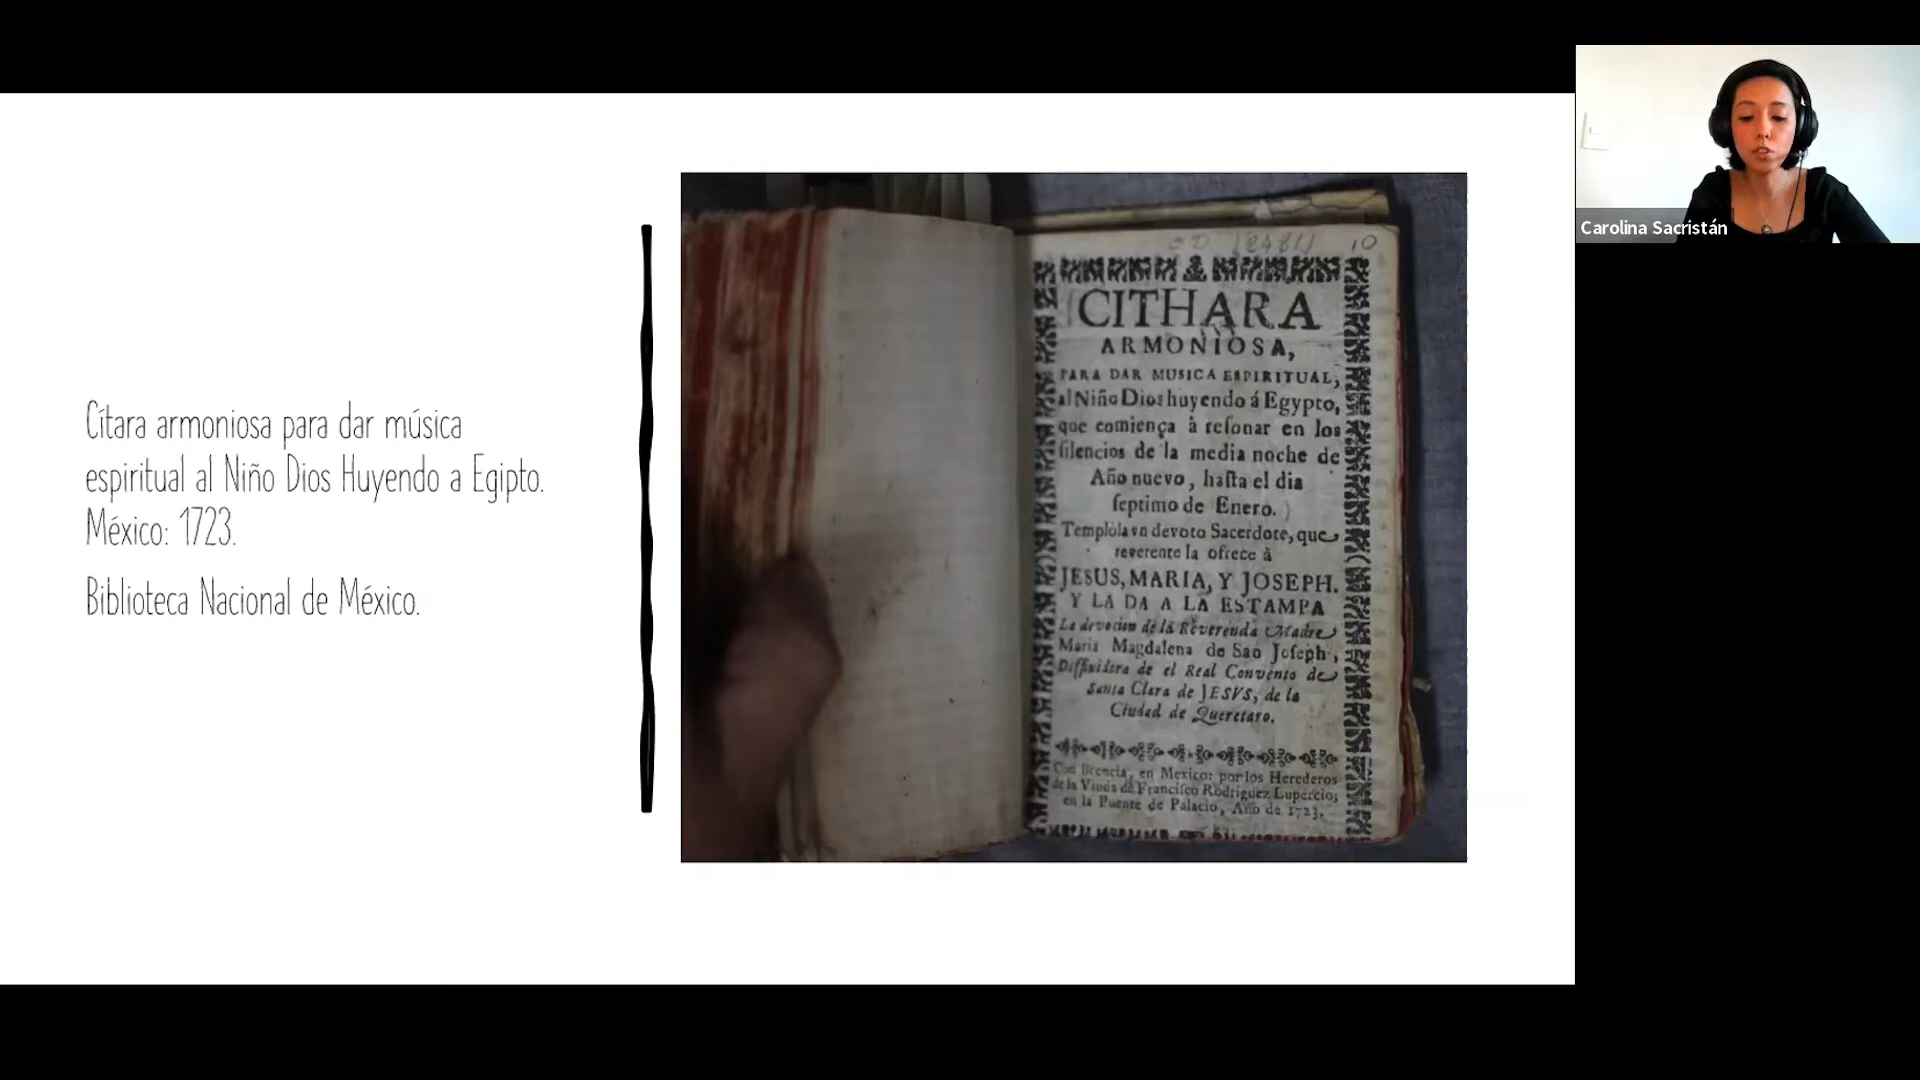 Cítara armoniosa para dar música
espiritual al Niño Dios Huyendo a Egipto.
México: 1723.
Biblioteca Nacional de México.
10
CITHARA
ARMONIOSA,
PARA DAR MUSICA ESPIRITUAL,
al Niño Dios huyendo á Egypto,
que comiença à reſonar en los
ſilencios de la media noche de
Año nuevo, haſta el dia
ſeptimo de Enero.
Templòla vn devoto Sacerdote, que
reverente la ofrece à
JESUS, MARIA, Y JOSEPH.
Y LA DA A LA ESTAMPA
La devocion de la Reverenda Madre
Maria Magdalena de San Joſeph,
Diffinidora de el Real Convento de
Santa Clara de JESVS, de la
Ciudad de Queretaro.
Con licencia, en Mexico: por los Herederos
de la Viuda de Franciſco Rodriguez Lupercio;
en la Puente de Palacio, Año de 1723.
Carolina Sacristán